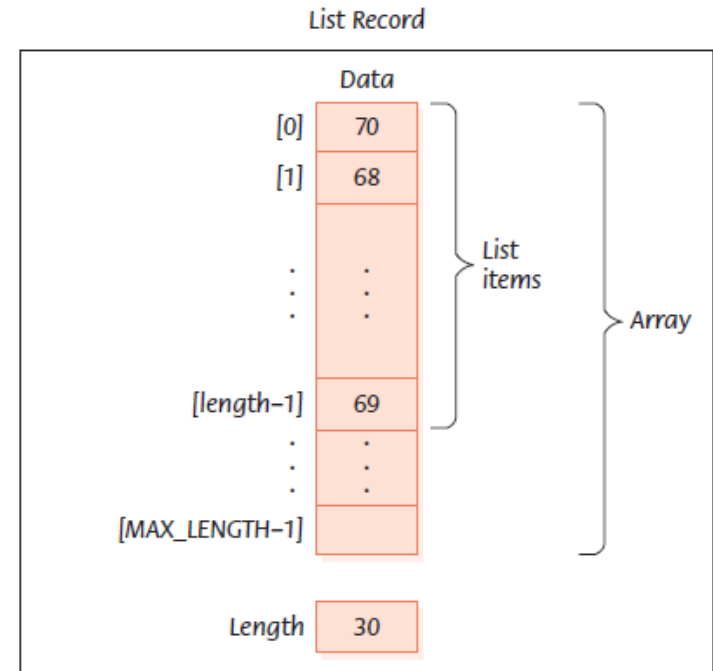 List Record
Data
[0] 70
[1] 68
List
items
Array
[length–1] 69
[MAX_LENGTH–1]
Length 30